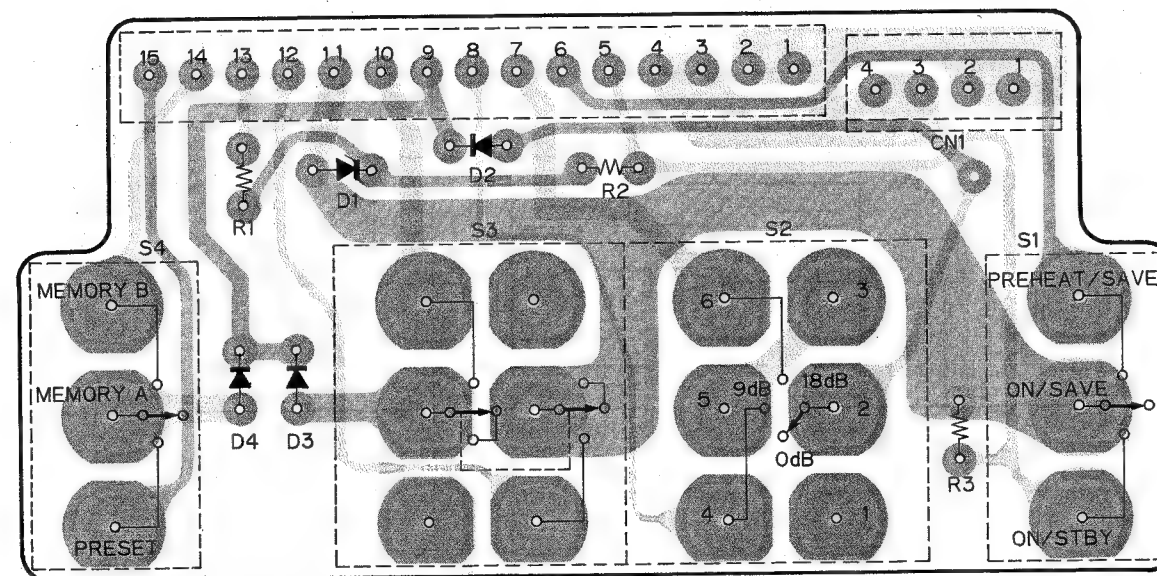 15 14 13 12 11 10 9 8 7 6 5 4 3 2 1
4 3 2 1
CN1
D2
D1
R2
R1
S4
S3
S2
S1
MEMORY B
6
3
PREHEAT/SAVE
MEMORY A
5
9dB
18dB
2
ON/SAVE
D4
D3
0dB
R3
PRESET
4
1
ON/STBY